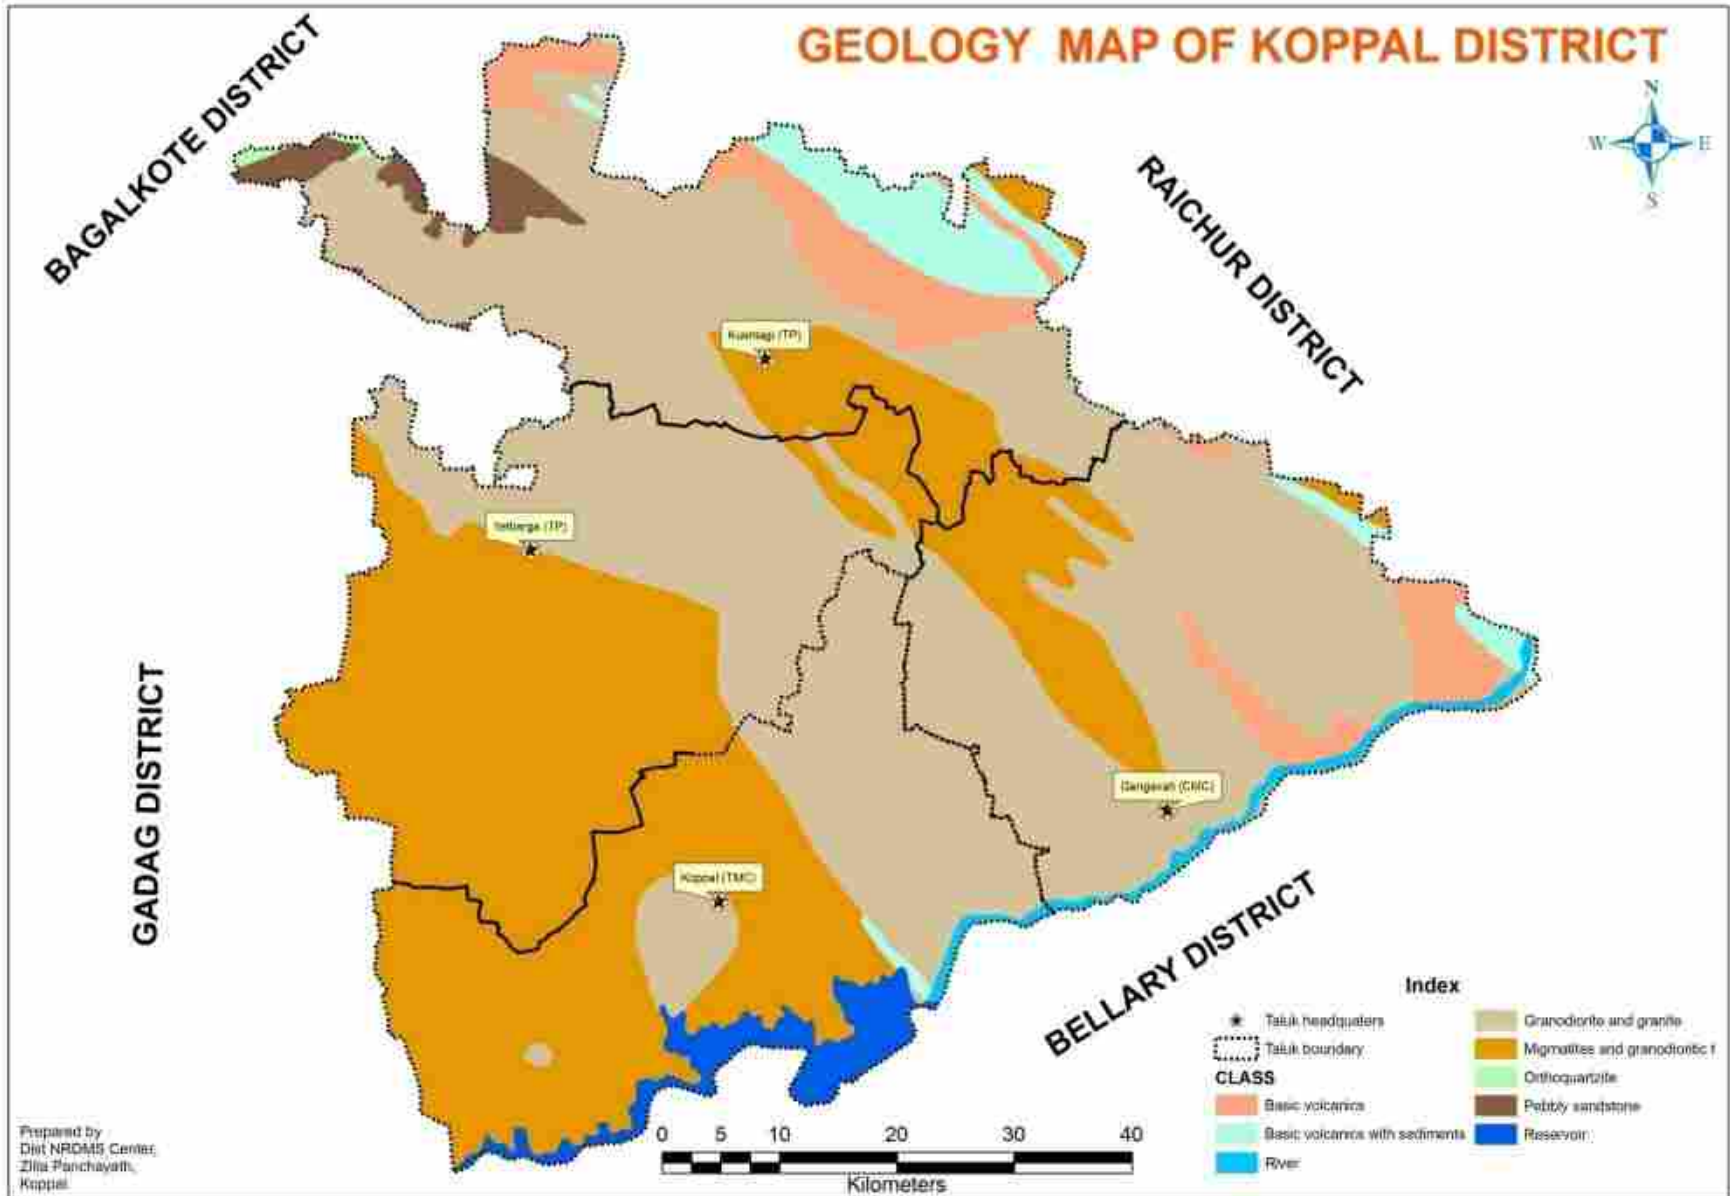 GEOLOGY MAP OF KOPPAL DISTRICT
N
W E
S
BAGALKOTE DISTRICT
RAICHUR DISTRICT
GADAG DISTRICT
BELLARY DISTRICT
(TP)
(TP)
Gangavati (CMC)
Koppal (TMC)
Index
Taluk headquaters
Taluk boundary
CLASS
Basic volcanics
Basic volcanics with sediments
River
Granodiorite and granite
Migmatites and granodioritic t
Orthoquartzite
Pebbly sandstone
Reservoir
0 5 10 20 30 40
Kilometers
Prepared by
Dist NRDMS Center,
Zilla Panchayath,
Koppal